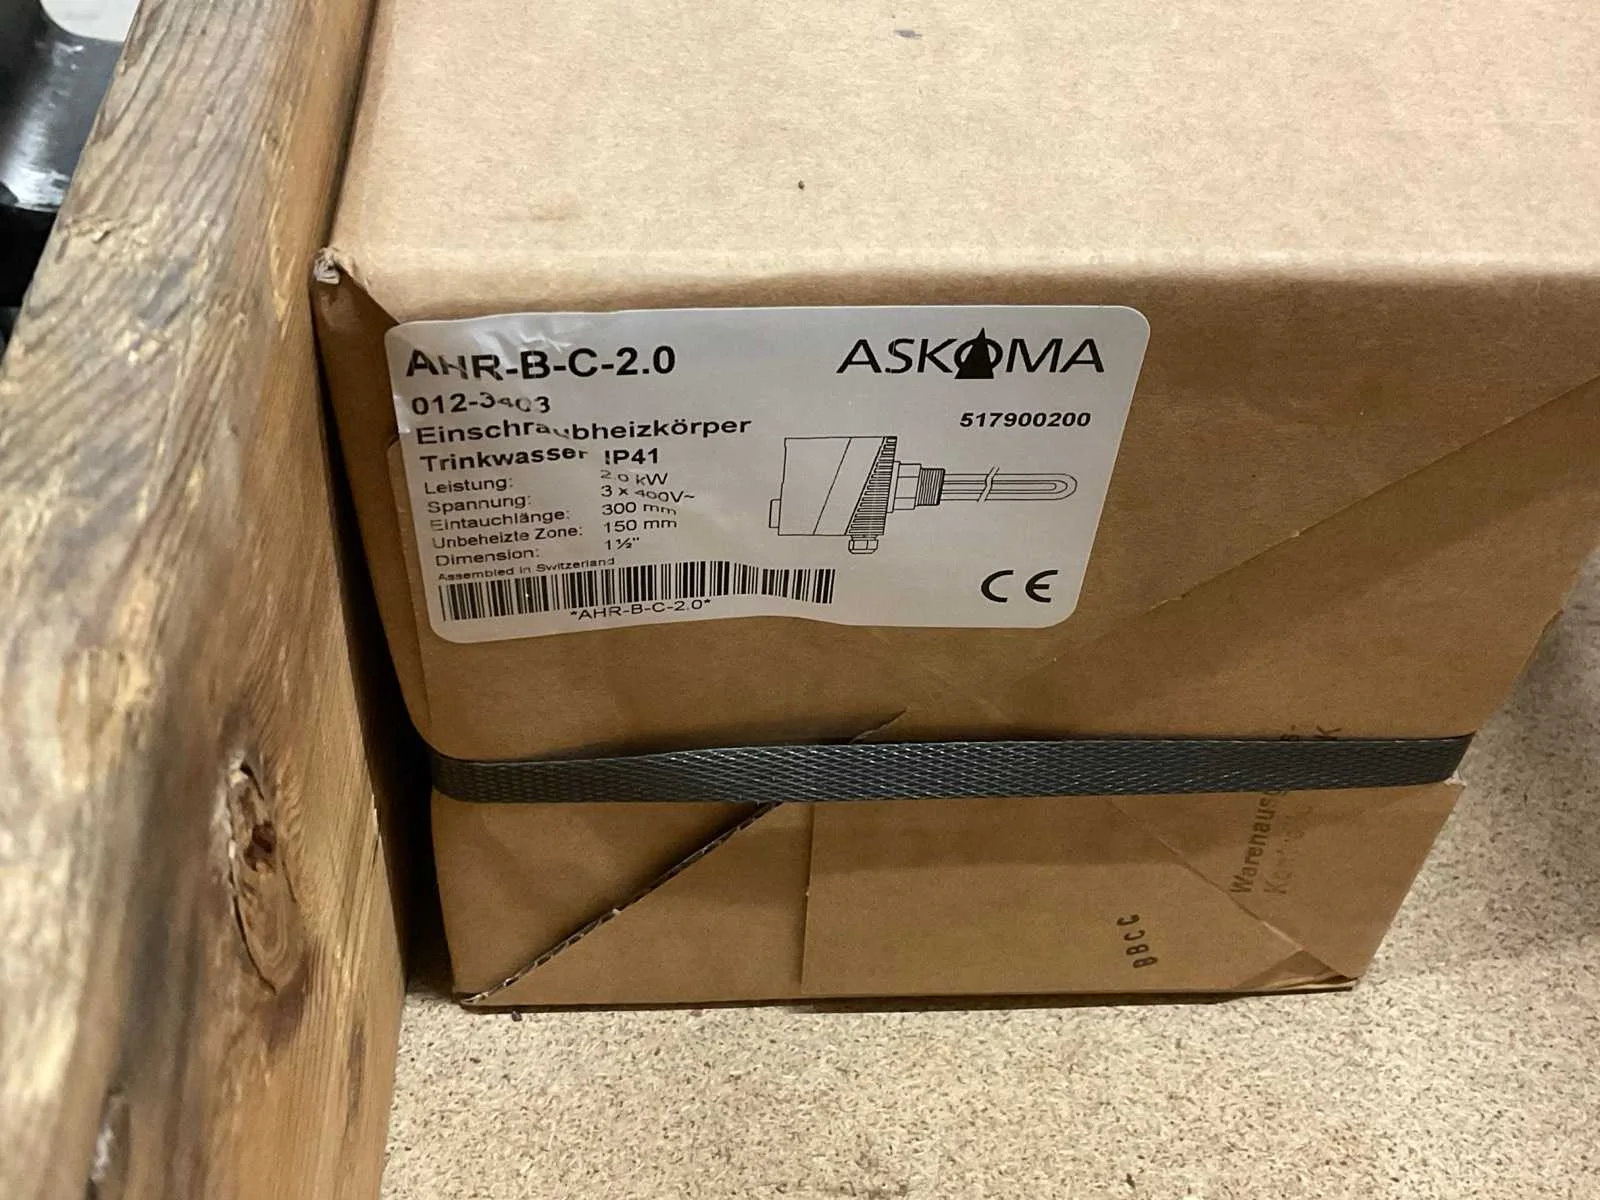 AHR-B-C-2.0
ASKOMA
012-3403
517900200
Einschraubheizkörper
Trinkwasser IP41
Leistung: 2.0 kW
Spannung: 3 x 400V~
Eintauchlänge: 300 mm
Unbeheizte Zone: 150 mm
Dimension: 1½"
Assembled in Switzerland
*AHR-B-C-2.0*
CE
BBCC